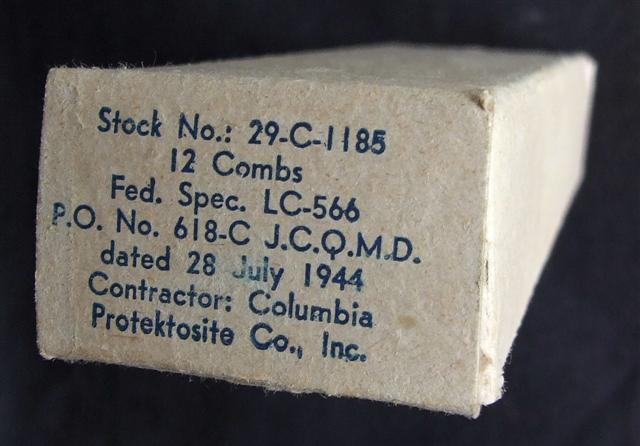 Stock No.: 29-C-1185
12 Combs
Fed. Spec. LC-566
P.O. No. 618-C J.C.Q.M.D.
dated 28 July 1944
Contractor: Columbia
Protektosite Co., Inc.